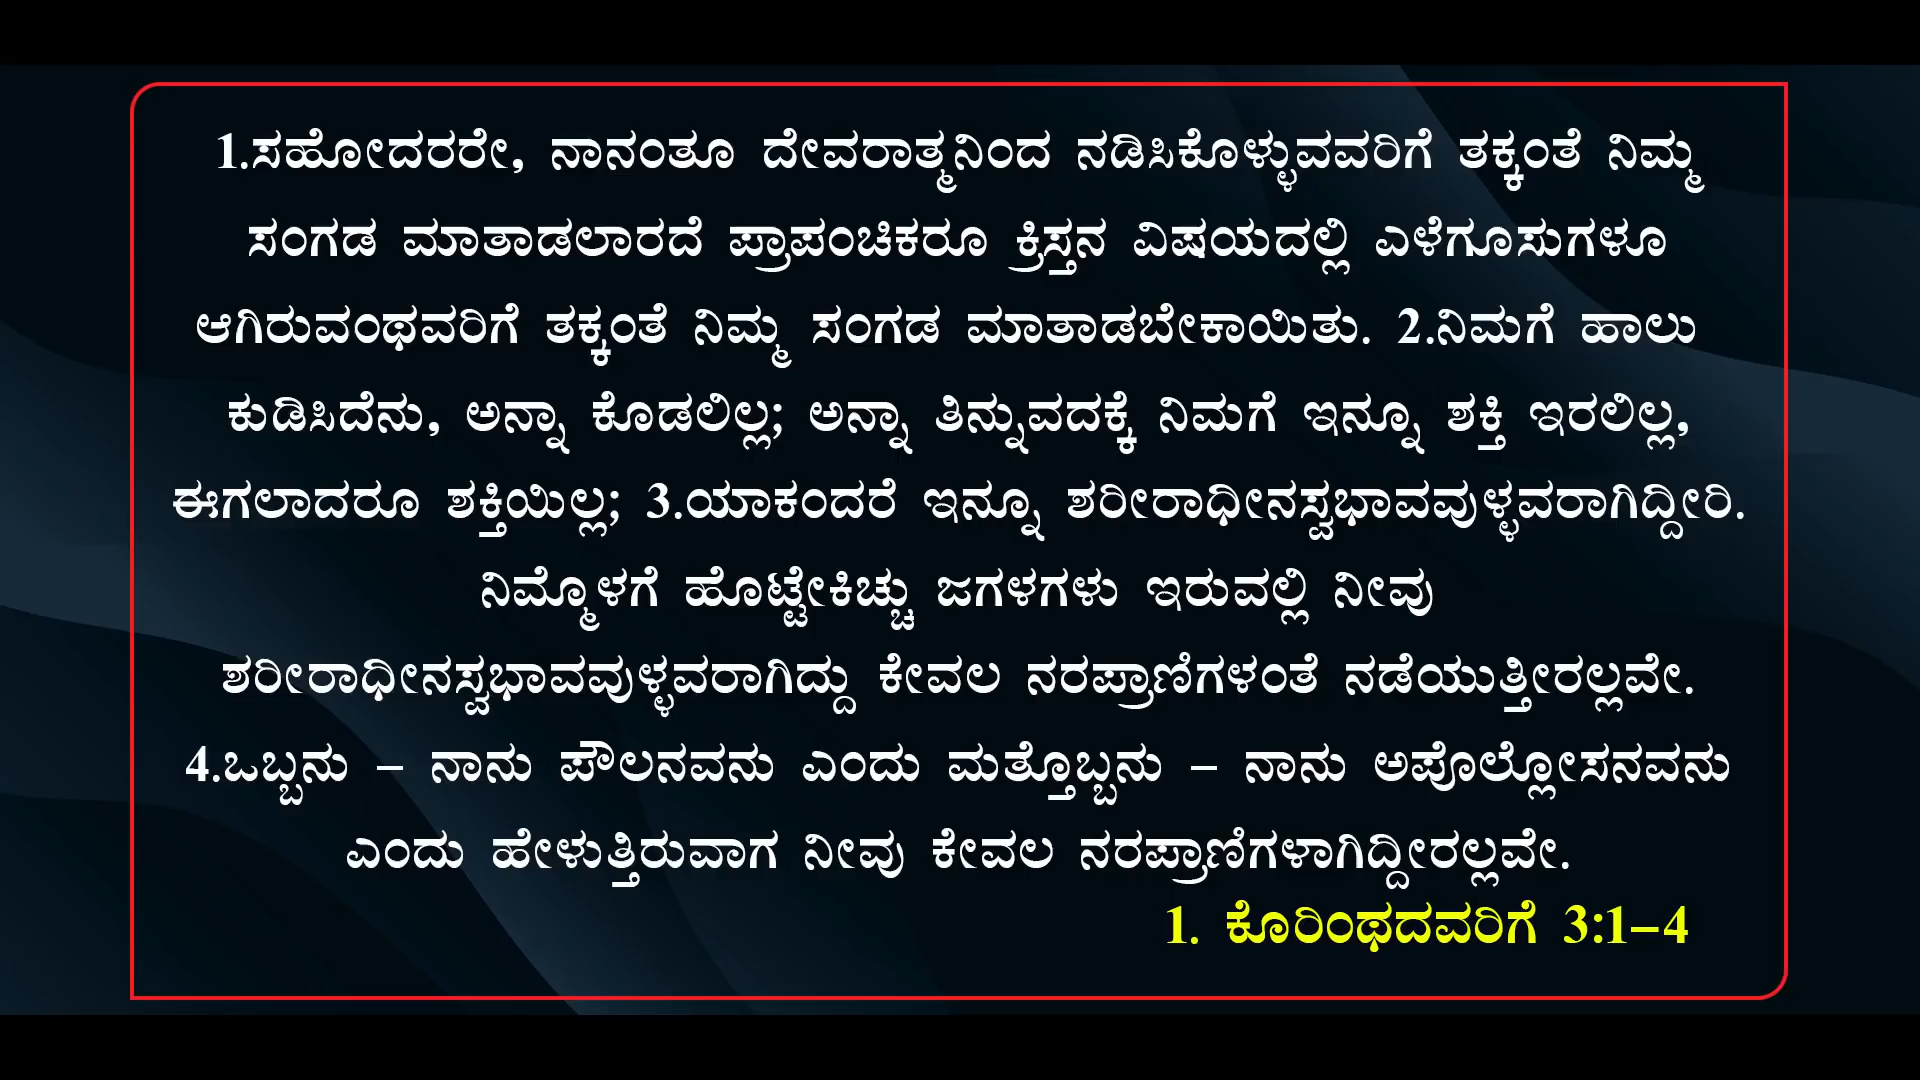 1.ಸಹೋದರರೇ, ನಾನಂತೂ ದೇವರಾತ್ಮನಿಂದ ನಡಿಸಿಕೊಳ್ಳುವವರಿಗೆ ತಕ್ಕಂತೆ ನಿಮ್ಮ
ಸಂಗಡ ಮಾತಾಡಲಾರದೆ ಪ್ರಾಪಂಚಿಕರೂ ಕ್ರಿಸ್ತನ ವಿಷಯದಲ್ಲಿ ಎಳೆಗೂಸುಗಳೂ
ಆಗಿರುವಂಥವರಿಗೆ ತಕ್ಕಂತೆ ನಿಮ್ಮ ಸಂಗಡ ಮಾತಾಡಬೇಕಾಯಿತು. 2.ನಿಮಗೆ ಹಾಲು
ಕುಡಿಸಿದೆನು, ಅನ್ನಾ ಕೊಡಲಿಲ್ಲ; ಅನ್ನಾ ತಿನ್ನುವದಕ್ಕೆ ನಿಮಗೆ ಇನ್ನೂ ಶಕ್ತಿ ಇರಲಿಲ್ಲ,
ಈಗಲಾದರೂ ಶಕ್ತಿಯಿಲ್ಲ; 3.ಯಾಕಂದರೆ ಇನ್ನೂ ಶರೀರಾಧೀನಸ್ವಭಾವವುಳ್ಳವರಾಗಿದ್ದೀರಿ.
ನಿಮ್ಮೊಳಗೆ ಹೊಟ್ಟೇಕಿಚ್ಚು ಜಗಳಗಳು ಇರುವಲ್ಲಿ ನೀವು
ಶರೀರಾಧೀನಸ್ವಭಾವವುಳ್ಳವರಾಗಿದ್ದು ಕೇವಲ ನರಪ್ರಾಣಿಗಳಂತೆ ನಡೆಯುತ್ತೀರಲ್ಲವೇ.
4.ಒಬ್ಬನು – ನಾನು ಪೌಲನವನು ಎಂದು ಮತ್ತೊಬ್ಬನು – ನಾನು ಅಪೊಲ್ಲೋಸನವನು
ಎಂದು ಹೇಳುತ್ತಿರುವಾಗ ನೀವು ಕೇವಲ ನರಪ್ರಾಣಿಗಳಾಗಿದ್ದೀರಲ್ಲವೇ.
1. ಕೊರಿಂಥದವರಿಗೆ 3:1–4